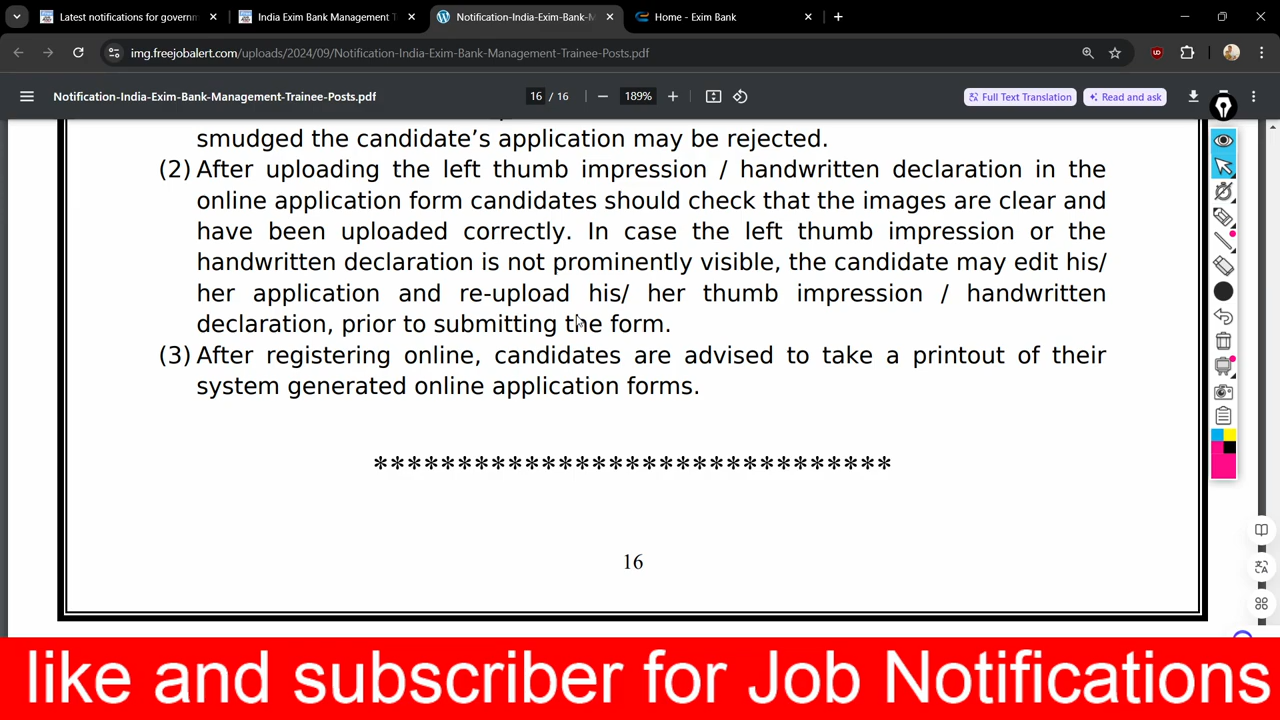 Latest notifications for governm
India Exim Bank Management T
Notification-India-Exim-Bank-M
Home - Exim Bank
img.freejobalert.com/uploads/2024/09/Notification-India-Exim-Bank-Management-Trainee-Posts.pdf
Notification-India-Exim-Bank-Management-Trainee-Posts.pdf
16 / 16
189%
Full Text Translation
Read and ask
smudged the candidate’s application may be rejected.
(2) After uploading the left thumb impression / handwritten declaration in the
online application form candidates should check that the images are clear and
have been uploaded correctly. In case the left thumb impression or the
handwritten declaration is not prominently visible, the candidate may edit his/
her application and re-upload his/ her thumb impression / handwritten
declaration, prior to submitting the form.
(3) After registering online, candidates are advised to take a printout of their
system generated online application forms.
*******************************
16
like and subscriber for Job Notifications